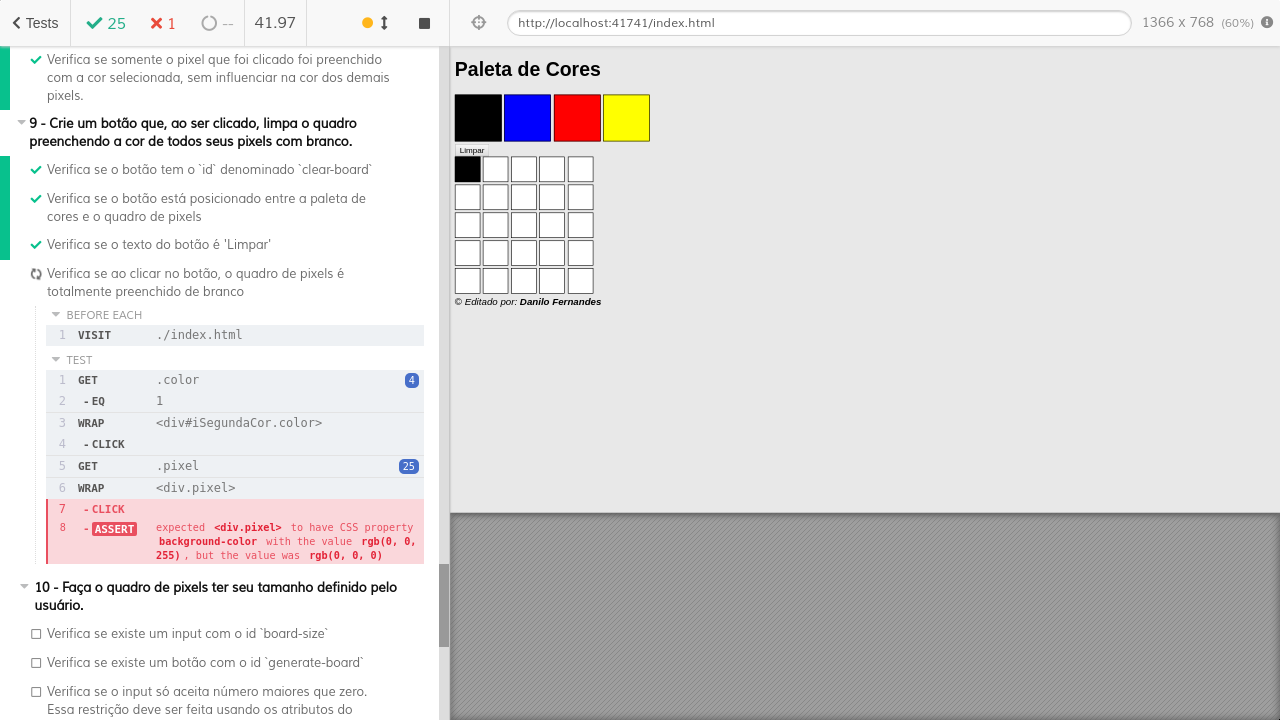 Tests
25
1
--
41.97
http://localhost:41741/index.html
1366 x 768 (60%)
Verifica se somente o pixel que foi clicado foi preenchido
com a cor selecionada, sem influenciar na cor dos demais
pixels.
9 - Crie um botão que, ao ser clicado, limpa o quadro
preenchendo a cor de todos seus pixels com branco.
Verifica se o botão tem o `id` denominado `clear-board`
Verifica se o botão está posicionado entre a paleta de
cores e o quadro de pixels
Verifica se o texto do botão é 'Limpar'
Verifica se ao clicar no botão, o quadro de pixels é
totalmente preenchido de branco
BEFORE EACH
1 VISIT ./index.html
TEST
1 GET .color 4
2 - EQ 1
3 WRAP <div#iSegundaCor.color>
4 - CLICK
5 GET .pixel 25
6 WRAP <div.pixel>
7 - CLICK
8 - ASSERT expected <div.pixel> to have CSS property
background-color with the value rgb(0, 0,
255) , but the value was rgb(0, 0, 0)
10 - Faça o quadro de pixels ter seu tamanho definido pelo
usuário.
Verifica se existe um input com o id `board-size`
Verifica se existe um botão com o id `generate-board`
Verifica se o input só aceita número maiores que zero.
Essa restrição deve ser feita usando os atributos do
Paleta de Cores
Limpar
© Editado por: Danilo Fernandes